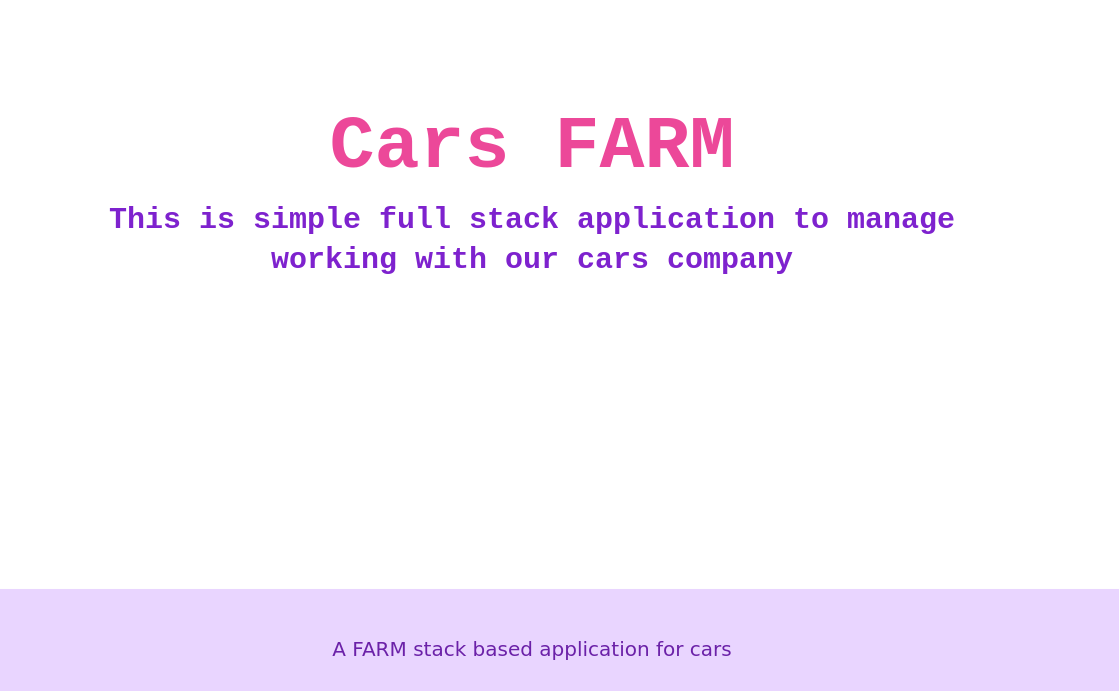 Cars FARM
This is simple full stack application to manage
working with our cars company
A FARM stack based application for cars